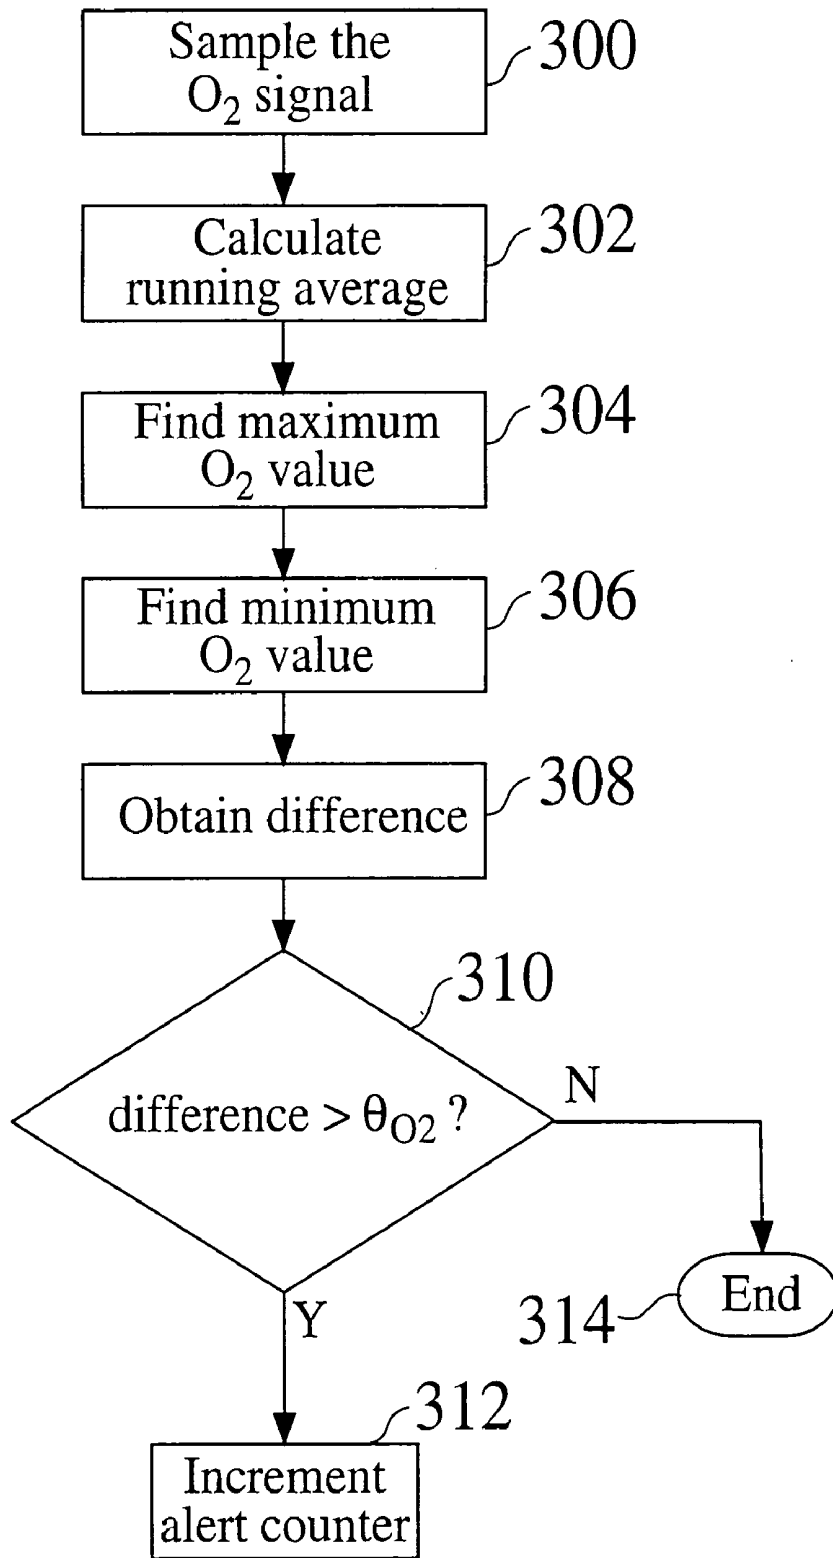 Sample the
O₂ signal
300
Calculate
running average
302
Find maximum
O₂ value
304
Find minimum
O₂ value
306
Obtain difference
308
310
difference > θ_O2 ?
N
End
314
Y
312
Increment
alert counter